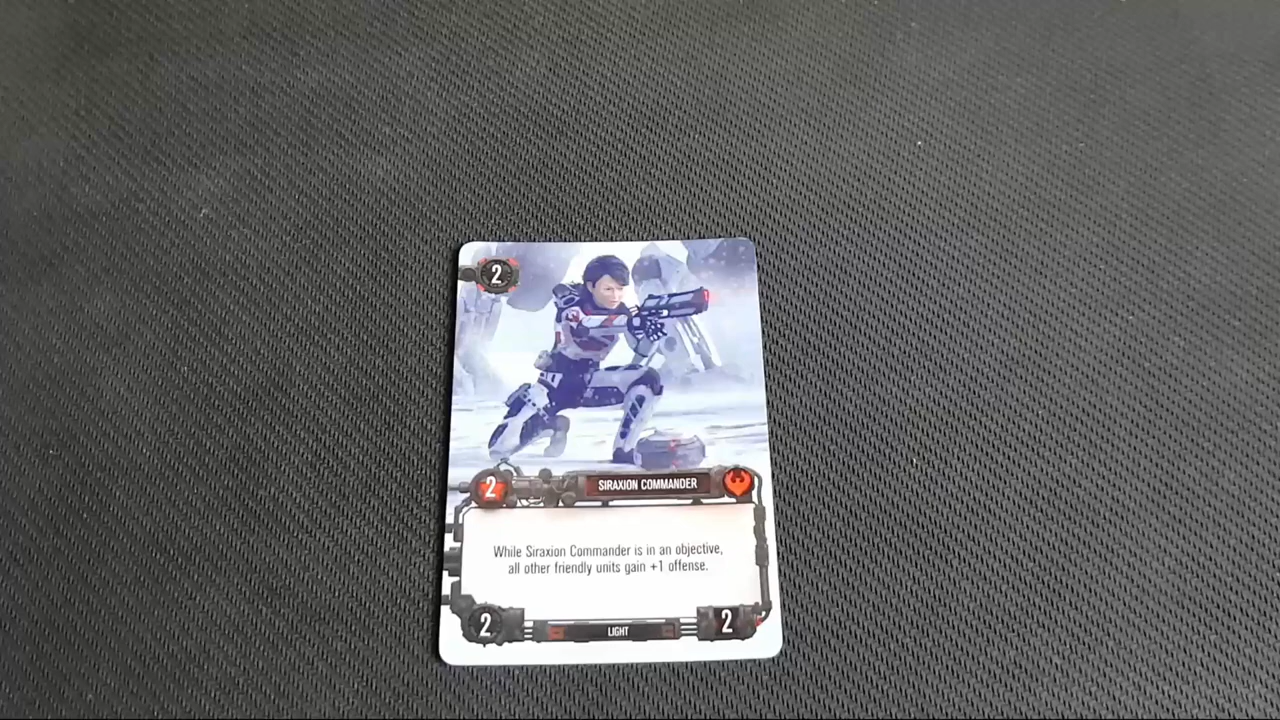 2
2
SIRAXION COMMANDER
While Siraxion Commander is in an objective,
all other friendly units gain +1 offense.
2
LIGHT
2